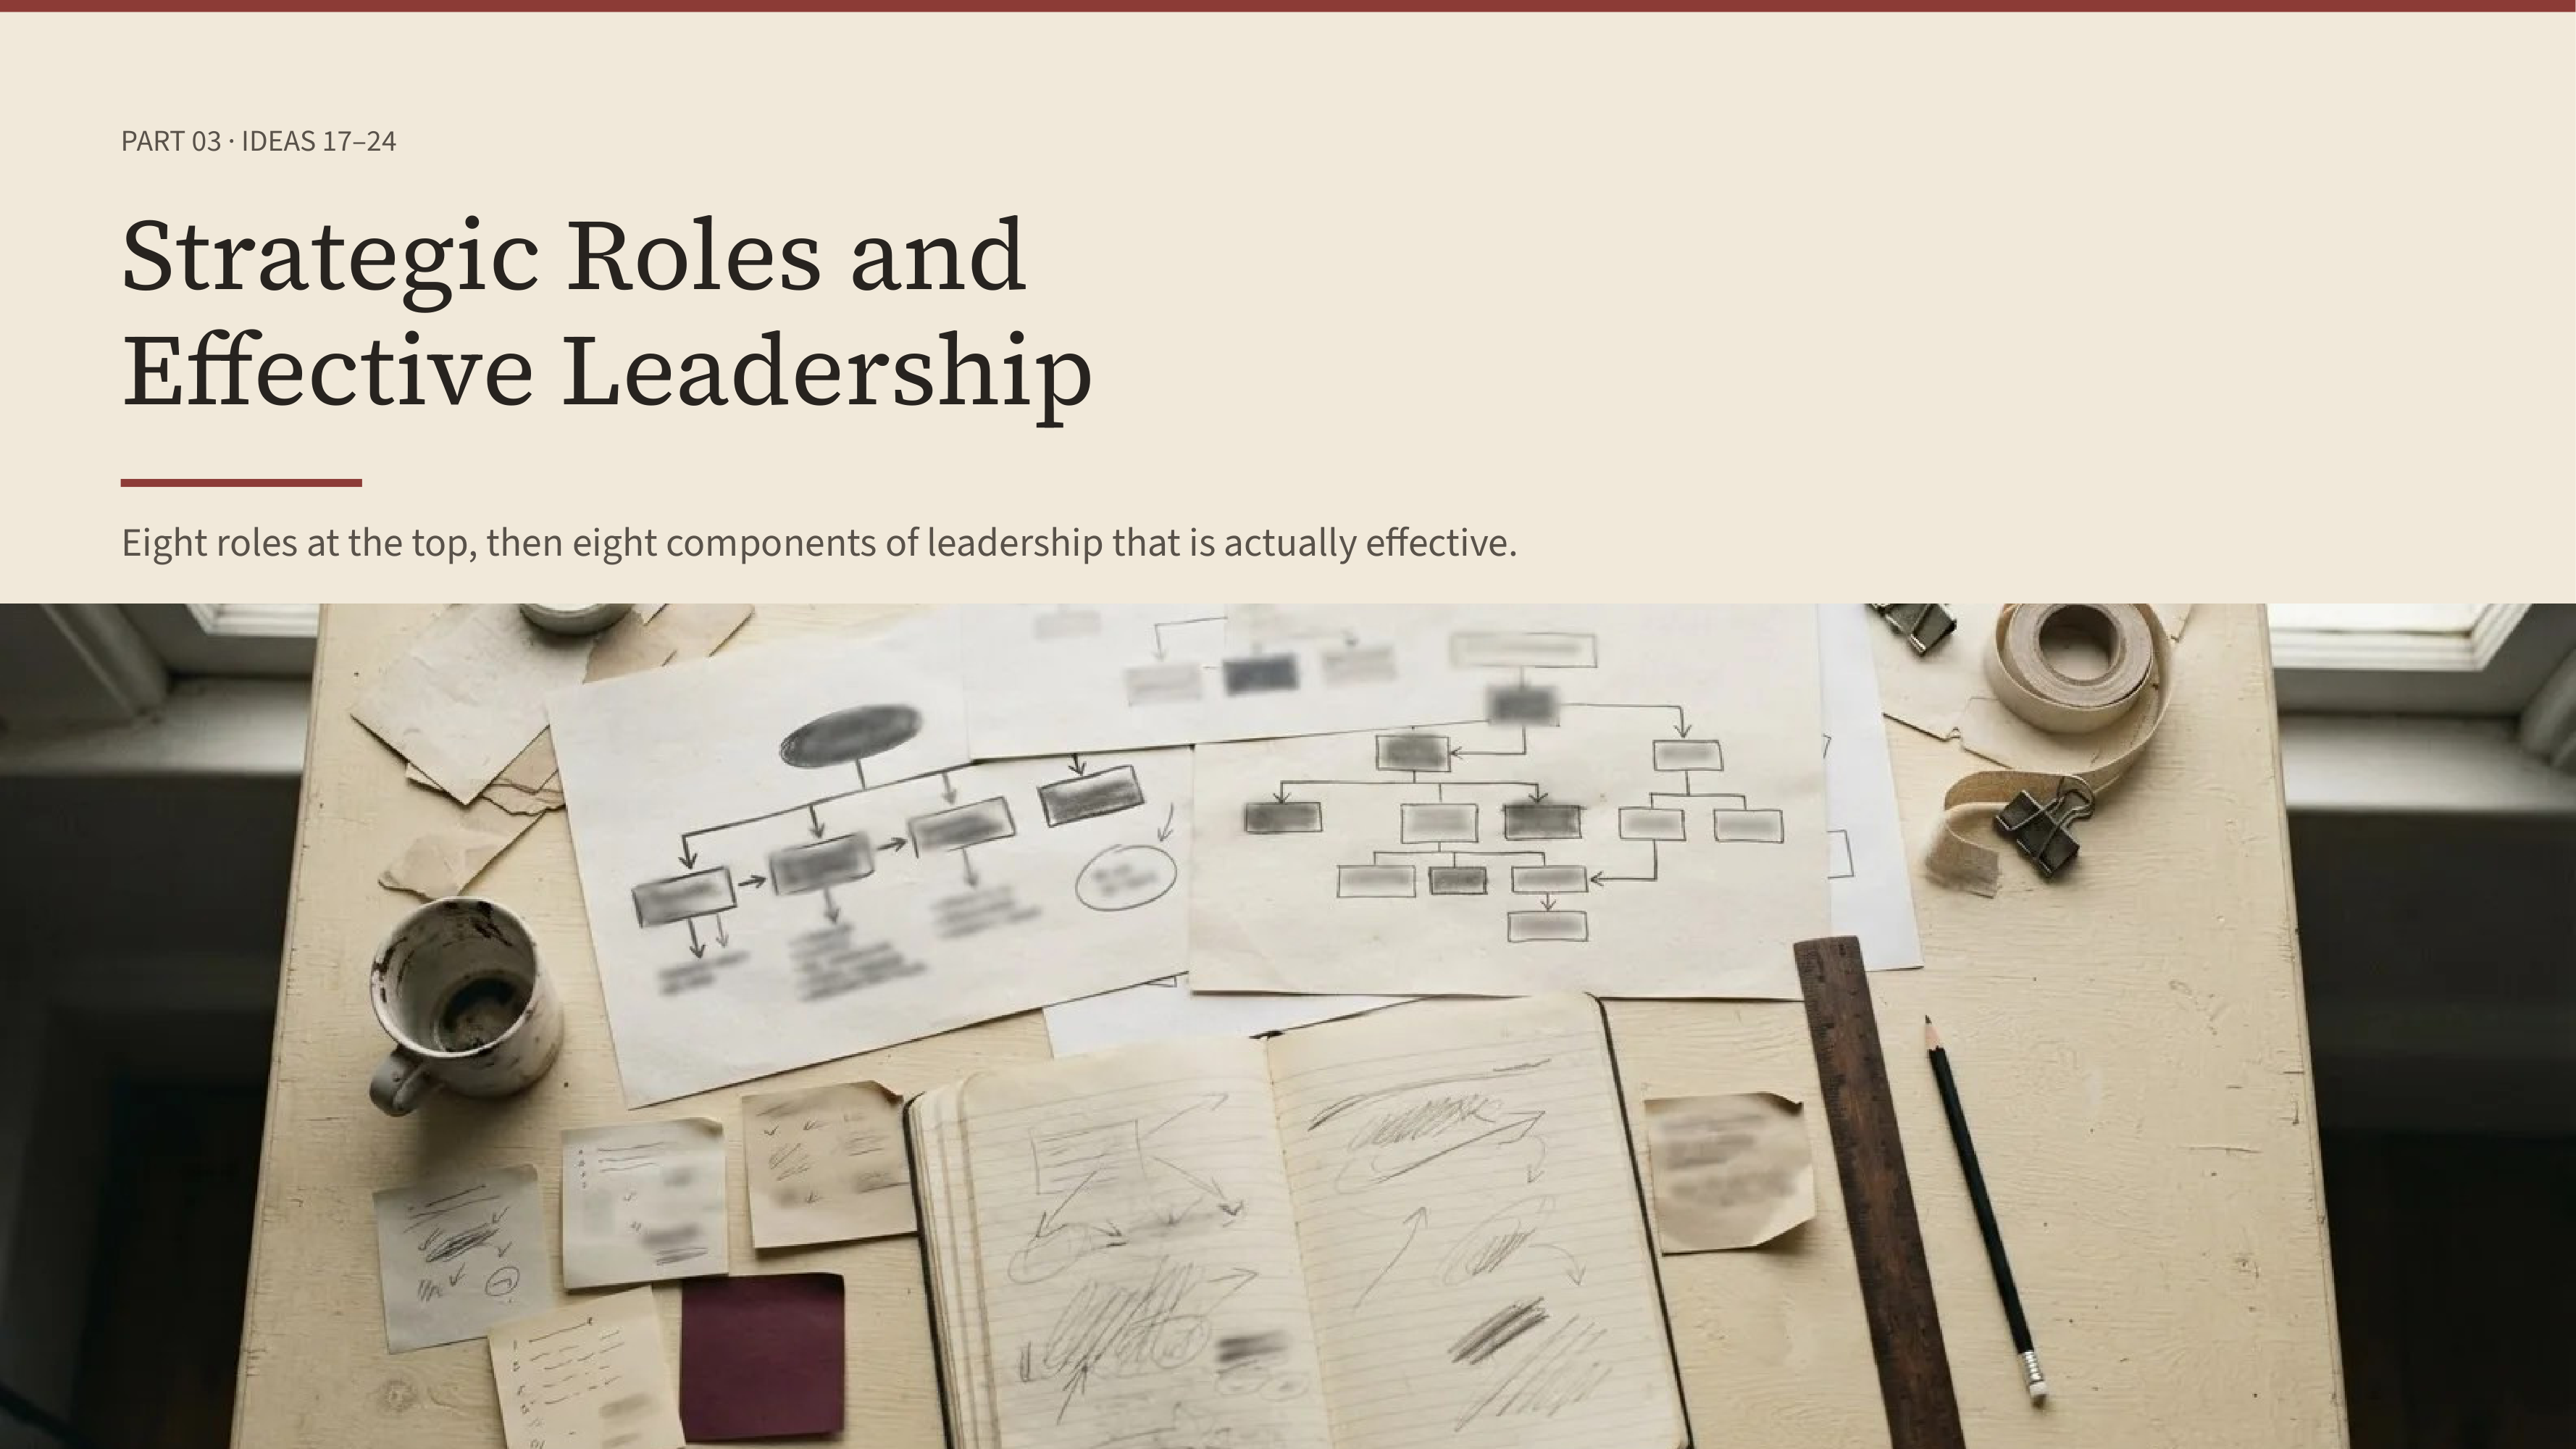 PART 03 · IDEAS 17–24
Strategic Roles and
Effective Leadership
Eight roles at the top, then eight components of leadership that is actually effective.